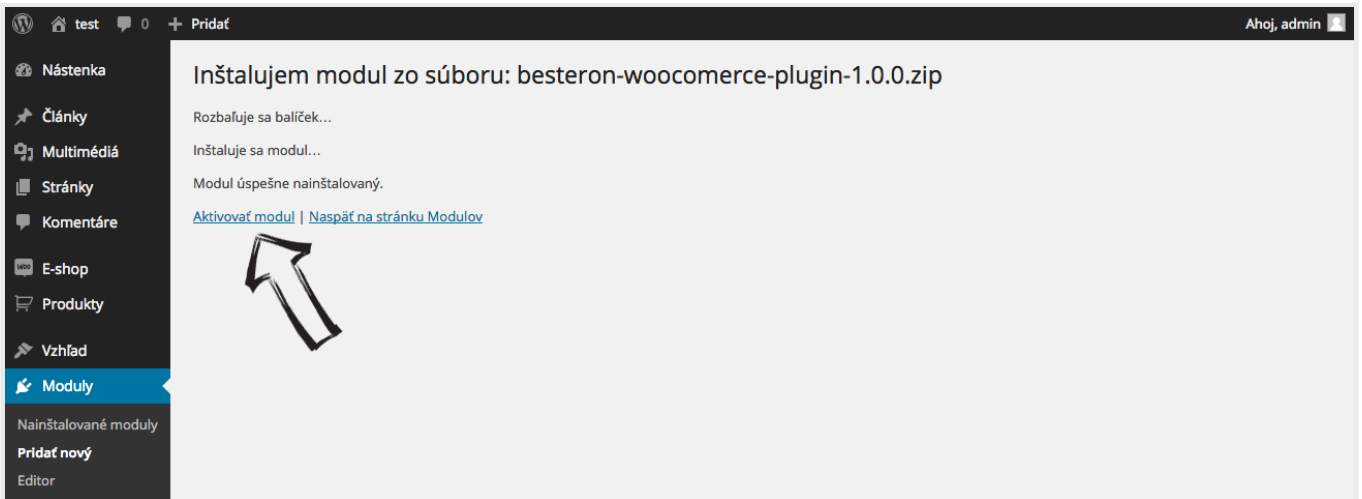 test 0 + Pridať Ahoj, admin
Nástenka
Články
Multimédiá
Stránky
Komentáre
E-shop
Produkty
Vzhľad
Moduly
Nainštalované moduly
Pridať nový
Editor
Inštalujem modul zo súboru: besteron-woocomerce-plugin-1.0.0.zip
Rozbaľuje sa balíček…
Inštaluje sa modul…
Modul úspešne nainštalovaný.
Aktivovať modul | Naspäť na stránku Modulov